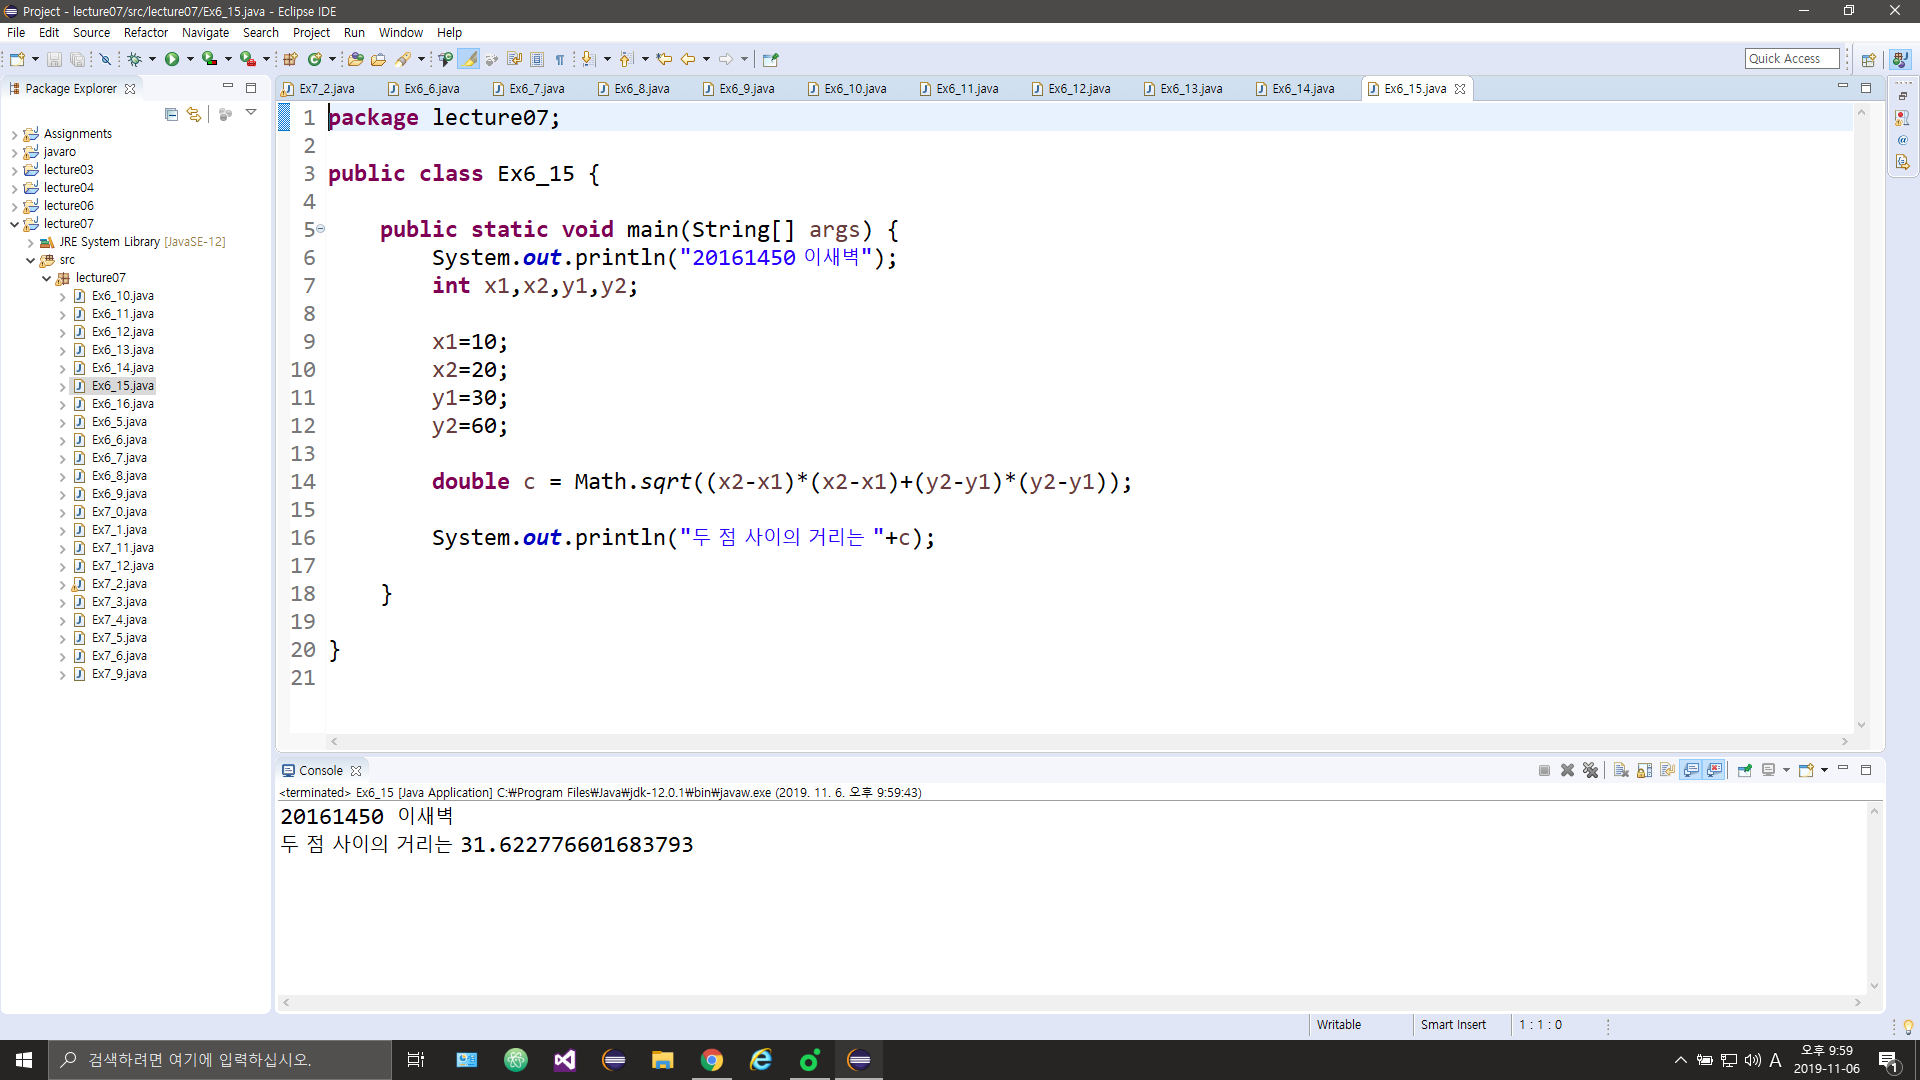 Project - lecture07/src/lecture07/Ex6_15.java - Eclipse IDE
File Edit Source Refactor Navigate Search Project Run Window Help
Quick Access
Package Explorer
Ex7_2.java Ex6_6.java Ex6_7.java Ex6_8.java Ex6_9.java Ex6_10.java Ex6_11.java Ex6_12.java Ex6_13.java Ex6_14.java Ex6_15.java
Assignments
javaro
lecture03
lecture04
lecture06
lecture07
JRE System Library [JavaSE-12]
src
lecture07
Ex6_10.java
Ex6_11.java
Ex6_12.java
Ex6_13.java
Ex6_14.java
Ex6_15.java
Ex6_16.java
Ex6_5.java
Ex6_6.java
Ex6_7.java
Ex6_8.java
Ex6_9.java
Ex7_0.java
Ex7_1.java
Ex7_11.java
Ex7_12.java
Ex7_2.java
Ex7_3.java
Ex7_4.java
Ex7_5.java
Ex7_6.java
Ex7_9.java
1 package lecture07;
2
3 public class Ex6_15 {
4
5 public static void main(String[] args) {
6 System.out.println("20161450 이새벽");
7 int x1,x2,y1,y2;
8
9 x1=10;
10 x2=20;
11 y1=30;
12 y2=60;
13
14 double c = Math.sqrt((x2-x1)*(x2-x1)+(y2-y1)*(y2-y1));
15
16 System.out.println("두 점 사이의 거리는 "+c);
17
18 }
19
20 }
21
Console
<terminated> Ex6_15 [Java Application] C:₩Program Files₩Java₩jdk-12.0.1₩bin₩javaw.exe (2019. 11. 6. 오후 9:59:43)
20161450 이새벽
두 점 사이의 거리는 31.622776601683793
Writable Smart Insert 1 : 1 : 0
검색하려면 여기에 입력하십시오.
A
오후 9:59
2019-11-06
1